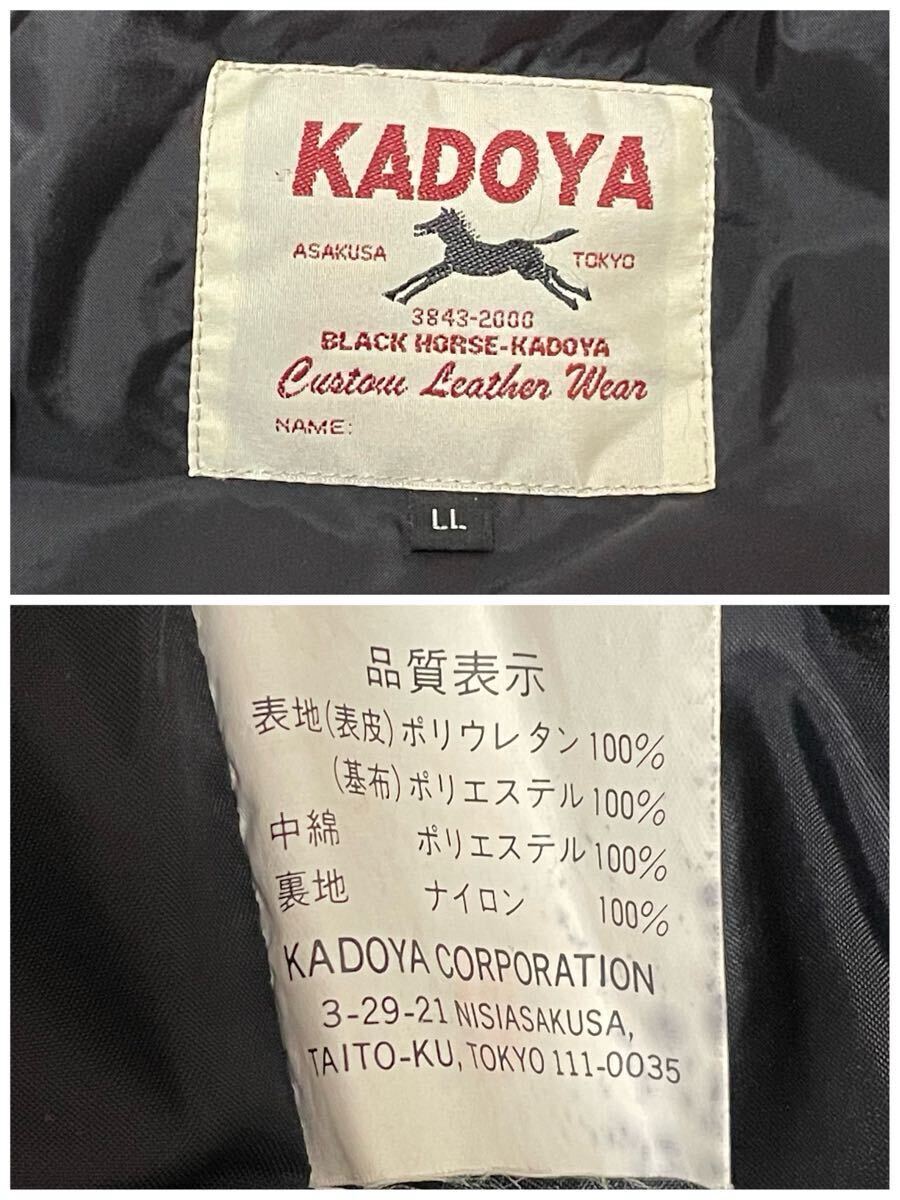 KADOYA
ASAKUSA TOKYO
3843-2000
BLACK HORSE-KADOYA
Custom Leather Wear
NAME:
LL
品質表示
表地(表皮)ポリウレタン100%
(基布)ポリエステル100%
中綿 ポリエステル100%
裏地 ナイロン 100%
KADOYA CORPORATION
3-29-21 NISIASAKUSA,
TAITO-KU, TOKYO 111-0035